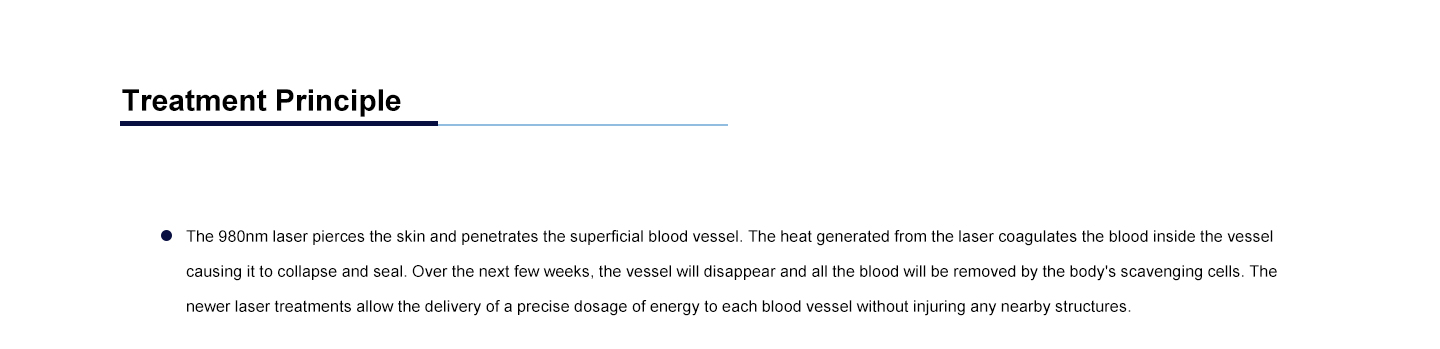 Treatment Principle
The 980nm laser pierces the skin and penetrates the superficial blood vessel. The heat generated from the laser coagulates the blood inside the vessel
causing it to collapse and seal. Over the next few weeks, the vessel will disappear and all the blood will be removed by the body's scavenging cells. The
newer laser treatments allow the delivery of a precise dosage of energy to each blood vessel without injuring any nearby structures.